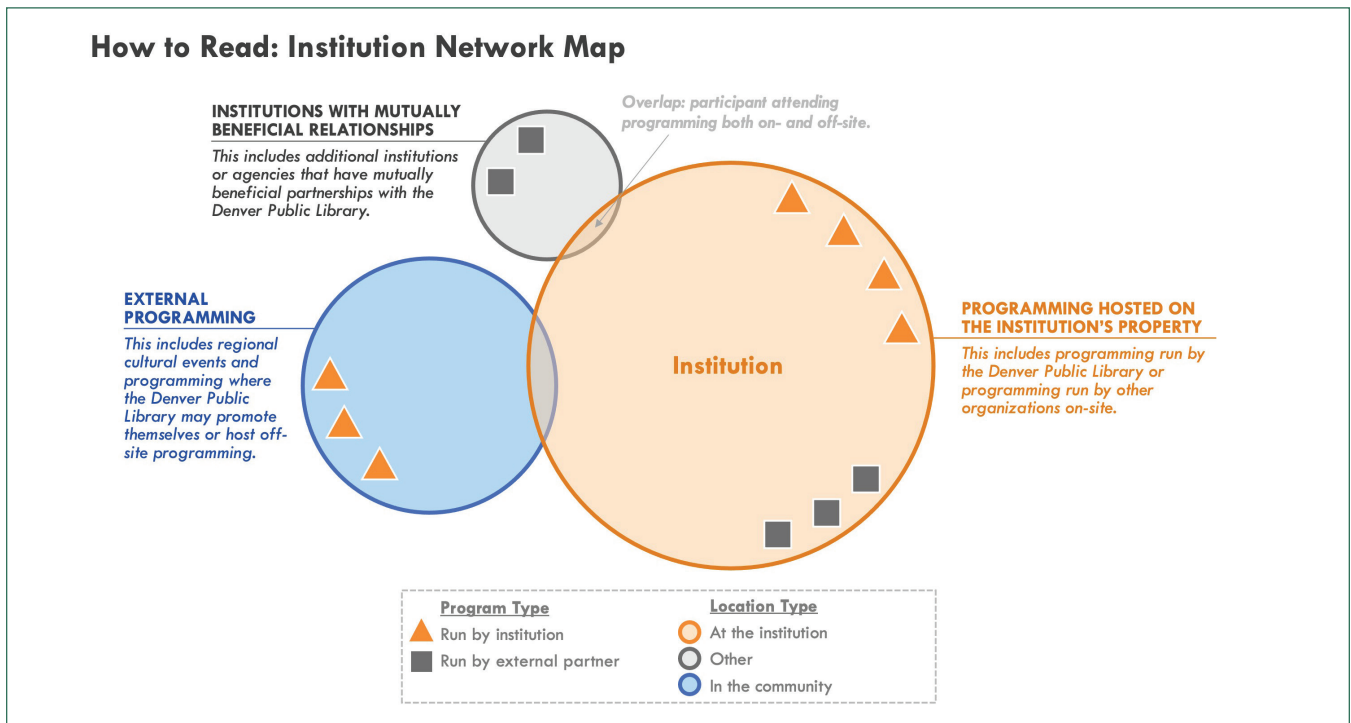 How to Read: Institution Network Map
INSTITUTIONS WITH MUTUALLY
BENEFICIAL RELATIONSHIPS
This includes additional institutions
or agencies that have mutually
beneficial partnerships with the
Denver Public Library.
Overlap: participant attending
programming both on- and off-site.
EXTERNAL
PROGRAMMING
This includes regional
cultural events and
programming where
the Denver Public
Library may promote
themselves or host off-
site programming.
Institution
PROGRAMMING HOSTED ON
THE INSTITUTION'S PROPERTY
This includes programming run by
the Denver Public Library or
programming run by other
organizations on-site.
Program Type
Run by institution
Run by external partner
Location Type
At the institution
Other
In the community